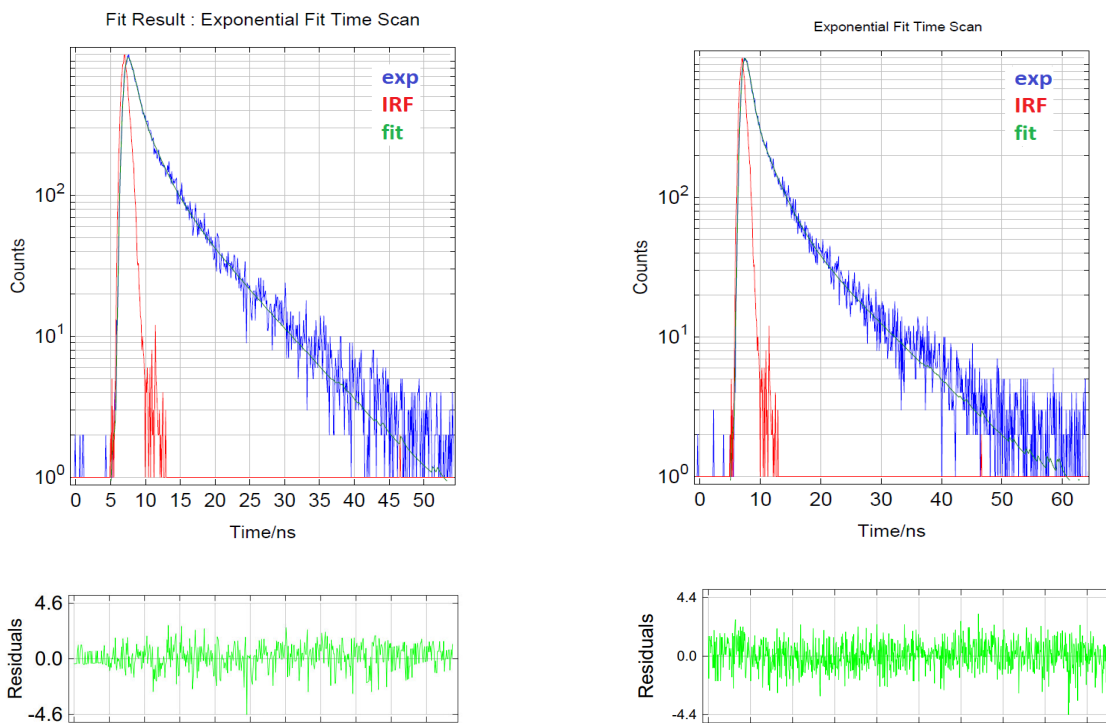 Fit Result : Exponential Fit Time Scan
exp
IRF
fit
10²
10¹
10⁰
Counts
0 5 10 15 20 25 30 35 40 45 50
Time/ns
4.6
0.0
-4.6
Residuals
Exponential Fit Time Scan
exp
IRF
fit
10²
10¹
10⁰
Counts
0 10 20 30 40 50 60
Time/ns
4.4
0.0
-4.4
Residuals